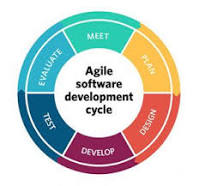 MEET
PLAN
DESIGN
DEVELOP
TEST
EVALUATE
Agile
software
development
cycle